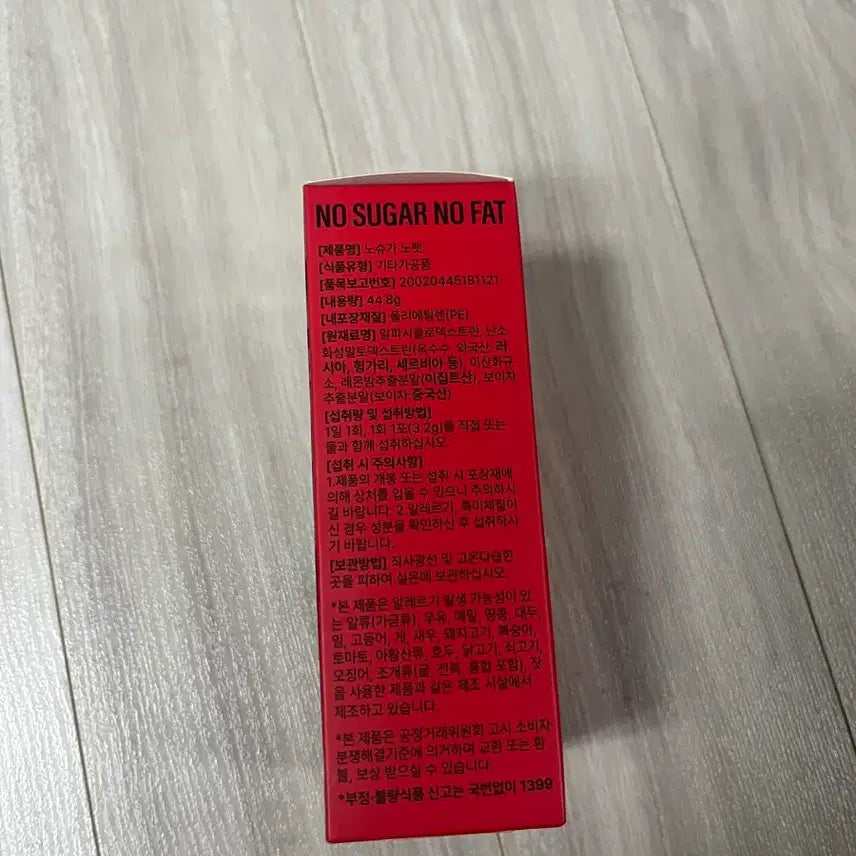 NO SUGAR NO FAT
[제품명] 노슈가 노팻
[식품유형] 기타가공품
[품목보고번호] 20020445181121
[내용량] 44.8g
[내포장재질] 폴리에틸렌(PE)
[원재료명] 알파시클로덱스트린, 난소
화성말토덱스트린(옥수수: 외국산: 러
시아, 헝가리, 세르비아 등), 이산화규
소, 레몬밤추출분말(이집트산), 보이차
추출분말(보이차:중국산)
[섭취량 및 섭취방법]
1일 1회, 1회 1포(3.2g)를 직접 또는
물과 함께 섭취하십시오
[섭취 시 주의사항]
1.제품의 개봉 또는 섭취 시 포장재에
의해 상처를 입을 수 있으니 주의하시
길 바랍니다. 2.알레르기, 특이체질이
신 경우 성분을 확인하신 후 섭취하시
기 바랍니다.
[보관방법] 직사광선 및 고온다습한
곳을 피하여 실온에 보관하십시오.
*본 제품은 알레르기 발생 가능성이 있
는 알류(가금류), 우유, 메밀, 땅콩, 대두,
밀, 고등어, 게, 새우, 돼지고기, 복숭아,
토마토, 아황산류, 호두, 닭고기, 쇠고기,
오징어, 조개류(굴, 전복, 홍합 포함), 잣
을 사용한 제품과 같은 제조 시설에서
제조하고 있습니다.
*본 제품은 공정거래위원회 고시 소비자
분쟁해결기준에 의거하여 교환 또는 환
불, 보상 받으실 수 있습니다.
*부정·불량식품 신고는 국번없이 1399